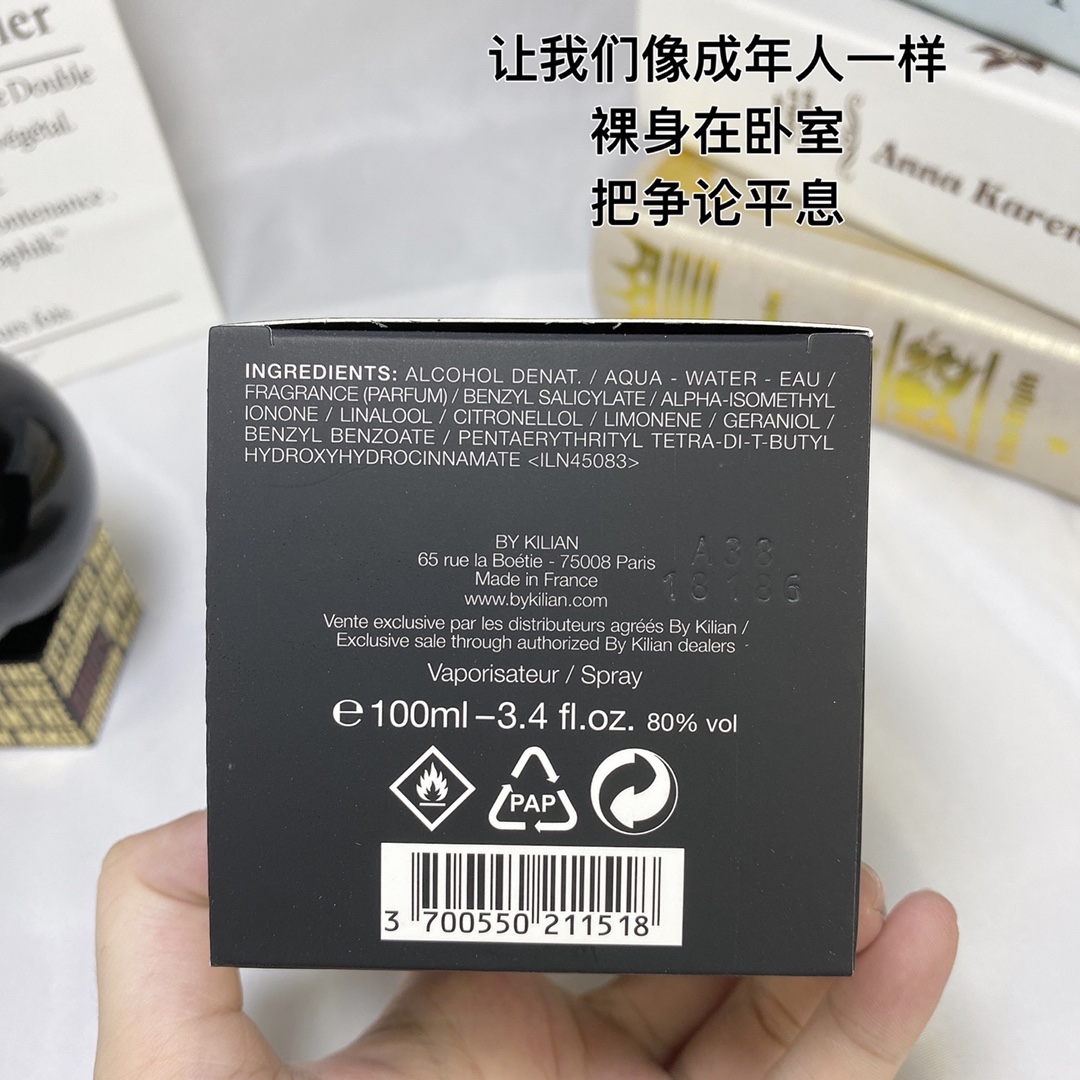 让我们像成年人一样
裸身在卧室
把争论平息
Double
végétal.
Anna Karen
INGREDIENTS: ALCOHOL DENAT. / AQUA - WATER - EAU /
FRAGRANCE (PARFUM) / BENZYL SALICYLATE / ALPHA-ISOMETHYL
IONONE / LINALOOL / CITRONELLOL / LIMONENE / GERANIOL /
BENZYL BENZOATE / PENTAERYTHRITYL TETRA-DI-T-BUTYL
HYDROXYHYDROCINNAMATE <ILN45083>
BY KILIAN
65 rue la Boétie - 75008 Paris
Made in France
www.bykilian.com
A38
18186
Vente exclusive par les distributeurs agréés By Kilian /
Exclusive sale through authorized By Kilian dealers
Vaporisateur / Spray
℮ 100ml – 3.4 fl.oz. 80% vol
PAP
3 700550 211518